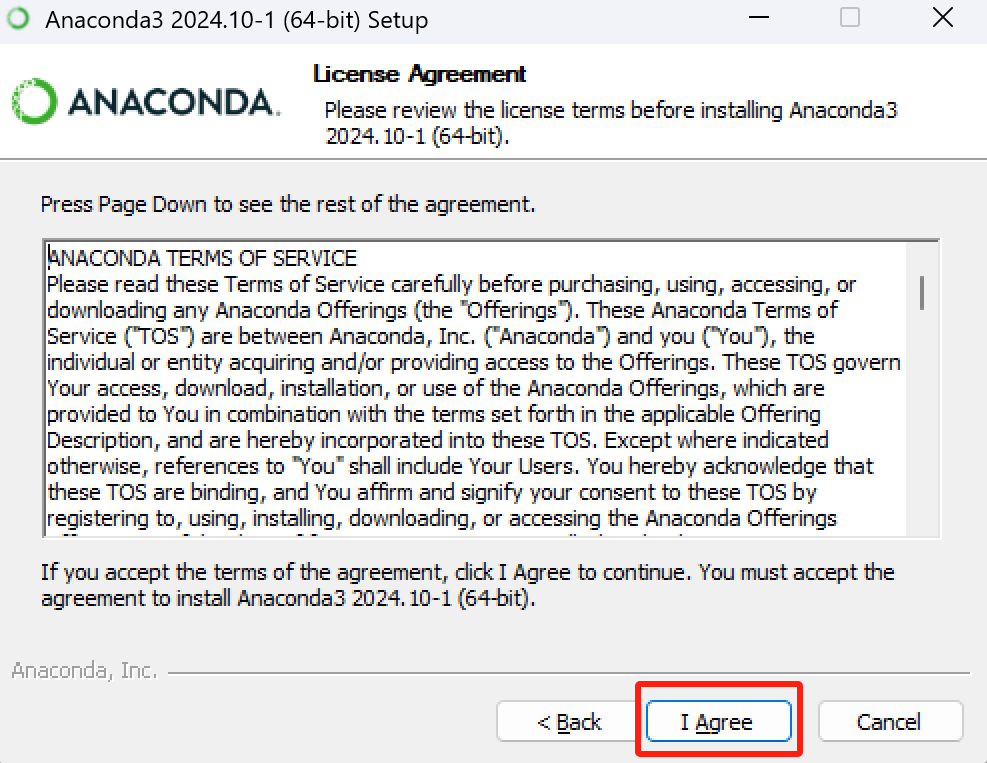 Anaconda3 2024.10-1 (64-bit) Setup
ANACONDA.
License Agreement
Please review the license terms before installing Anaconda3
2024.10-1 (64-bit).
Press Page Down to see the rest of the agreement.
ANACONDA TERMS OF SERVICE
Please read these Terms of Service carefully before purchasing, using, accessing, or
downloading any Anaconda Offerings (the "Offerings"). These Anaconda Terms of
Service ("TOS") are between Anaconda, Inc. ("Anaconda") and you ("You"), the
individual or entity acquiring and/or providing access to the Offerings. These TOS govern
Your access, download, installation, or use of the Anaconda Offerings, which are
provided to You in combination with the terms set forth in the applicable Offering
Description, and are hereby incorporated into these TOS. Except where indicated
otherwise, references to "You" shall include Your Users. You hereby acknowledge that
these TOS are binding, and You affirm and signify your consent to these TOS by
registering to, using, installing, downloading, or accessing the Anaconda Offerings
If you accept the terms of the agreement, click I Agree to continue. You must accept the
agreement to install Anaconda3 2024.10-1 (64-bit).
Anaconda, Inc.
< Back
I Agree
Cancel